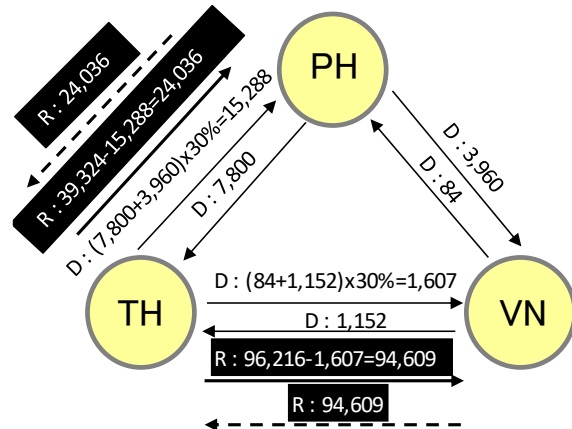 R : 24,036
R : 39,324-15,288=24,036
D : (7,800+3,960)x30%=15,288
D : 7,800
PH
D : 3,960
D : 84
TH
D : (84+1,152)x30%=1,607
D : 1,152
VN
R : 96,216-1,607=94,609
R : 94,609